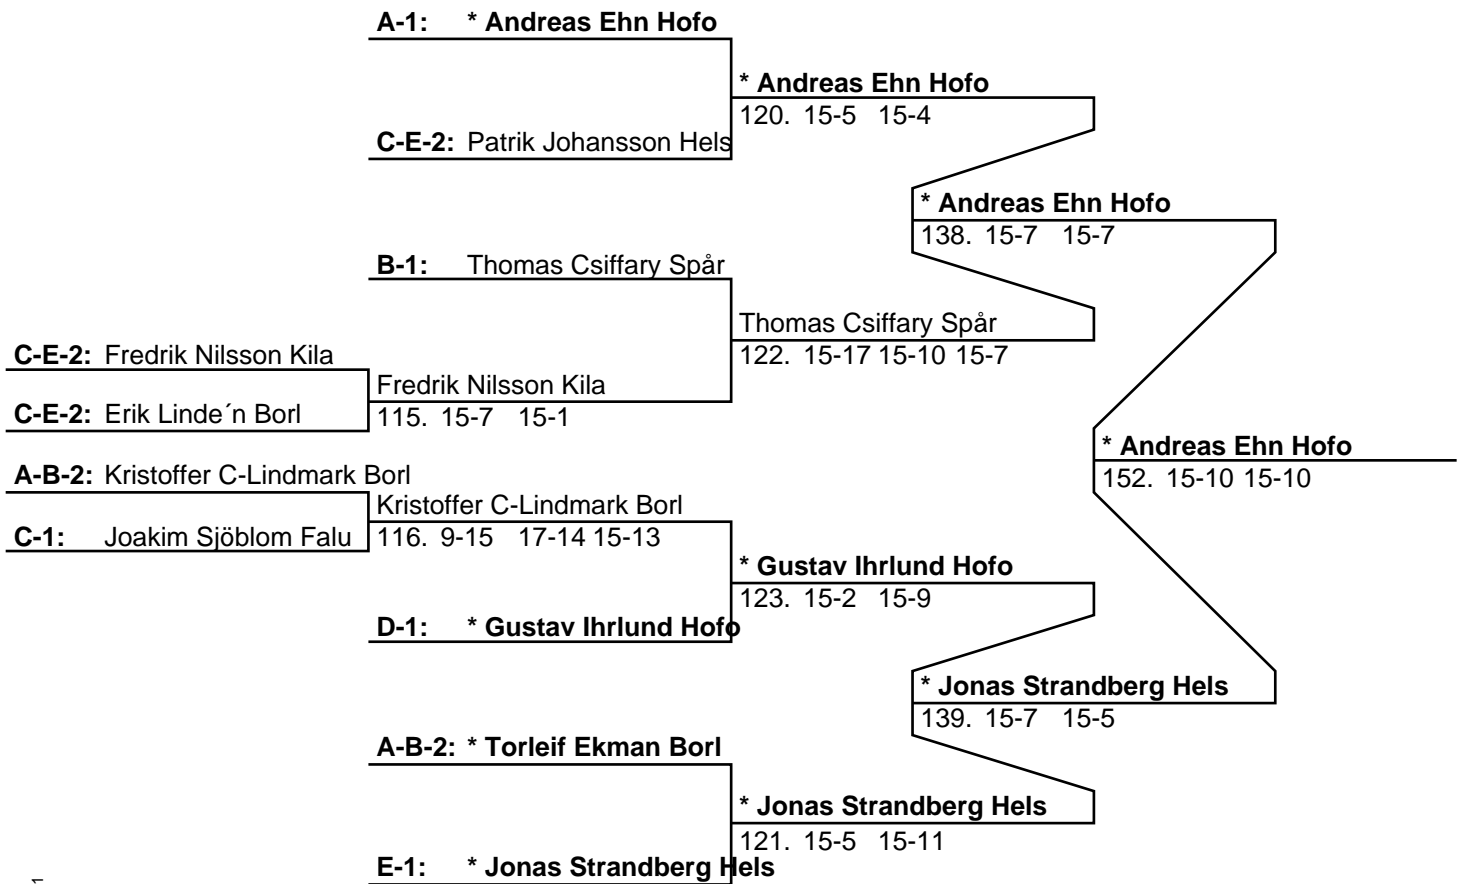 A-1: * Andreas Ehn Hofo
* Andreas Ehn Hofo
120. 15-5 15-4
C-E-2: Patrik Johansson Hels
* Andreas Ehn Hofo
138. 15-7 15-7
B-1: Thomas Csiffary Spår
Thomas Csiffary Spår
122. 15-17 15-10 15-7
C-E-2: Fredrik Nilsson Kila
Fredrik Nilsson Kila
115. 15-7 15-1
C-E-2: Erik Linde´n Borl
* Andreas Ehn Hofo
152. 15-10 15-10
A-B-2: Kristoffer C-Lindmark Borl
Kristoffer C-Lindmark Borl
116. 9-15 17-14 15-13
C-1: Joakim Sjöblom Falu
* Gustav Ihrlund Hofo
123. 15-2 15-9
D-1: * Gustav Ihrlund Hofo
* Jonas Strandberg Hels
139. 15-7 15-5
A-B-2: * Torleif Ekman Borl
* Jonas Strandberg Hels
121. 15-5 15-11
E-1: * Jonas Strandberg Hels
1